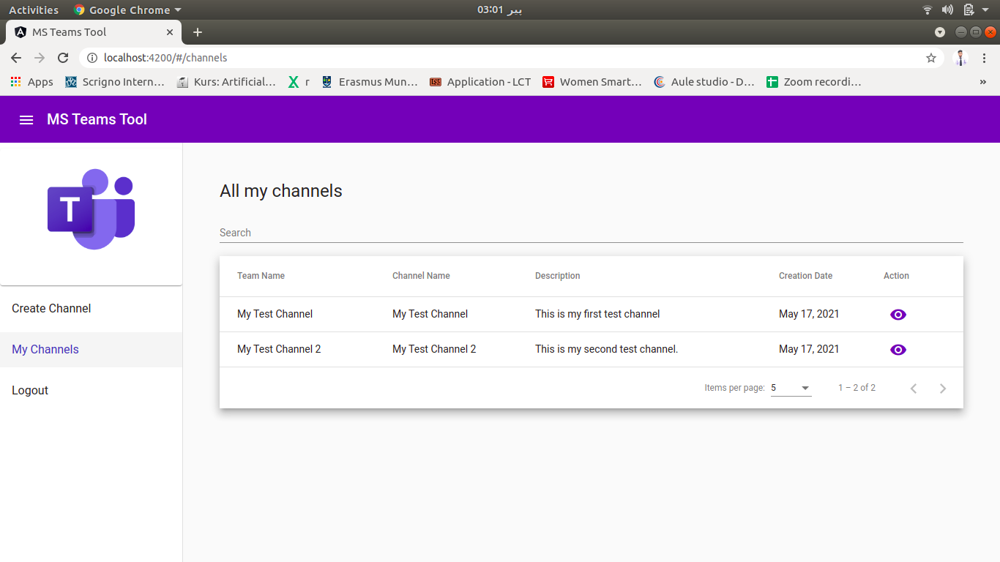 Activities Google Chrome 03:01 پیر
MS Teams Tool
localhost:4200/#/channels
Apps Scrigno Intern... Kurs: Artificial... r Erasmus Mun... Application - LCT Women Smart... Aule studio - D... Zoom recordi... »
MS Teams Tool
T
Create Channel
My Channels
Logout
All my channels
Search
Team Name Channel Name Description Creation Date Action
My Test Channel My Test Channel This is my first test channel May 17, 2021
My Test Channel 2 My Test Channel 2 This is my second test channel. May 17, 2021
Items per page: 5 1 – 2 of 2